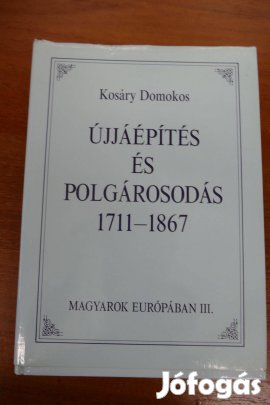 Kosáry Domokos
ÚJJÁÉPÍTÉS
ÉS
POLGÁROSODÁS
1711–1867
MAGYAROK EURÓPÁBAN III.
Jófogás